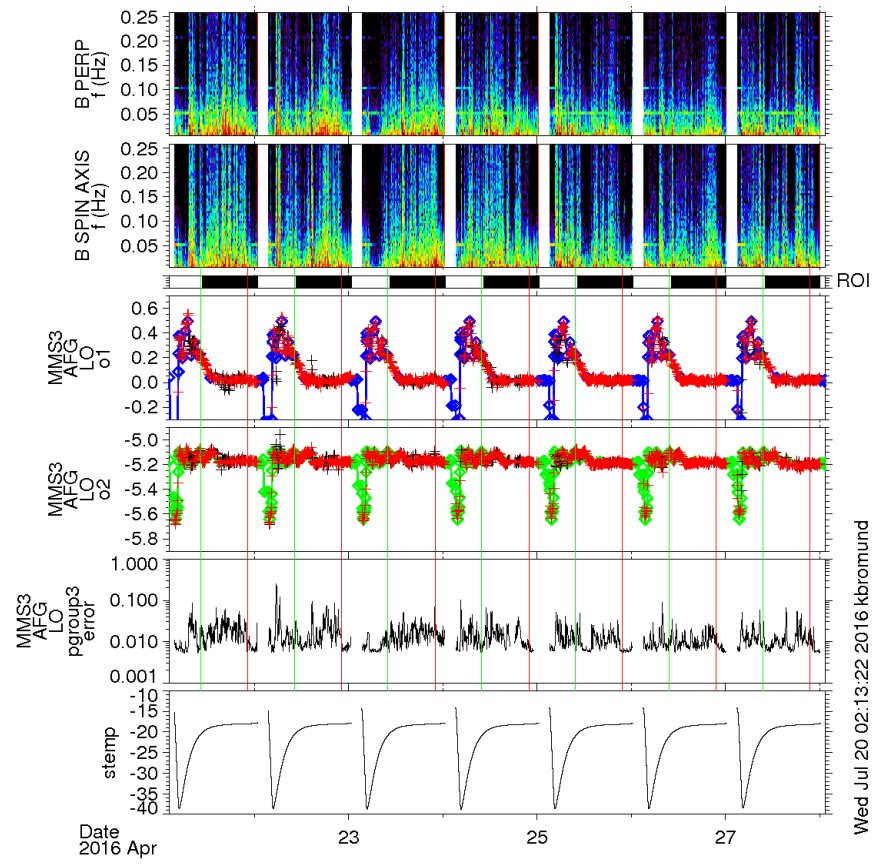 B PERP
f (Hz)
0.25
0.20
0.15
0.10
0.05
B SPIN AXIS
f (Hz)
0.25
0.20
0.15
0.10
0.05
ROI
MMS3
AFG
LO
o1
0.6
0.4
0.2
0.0
-0.2
MMS3
AFG
LO
o2
-5.0
-5.2
-5.4
-5.6
-5.8
MMS3
AFG
LO
pgroup3
error
1.000
0.100
0.010
0.001
stemp
-10
-15
-20
-25
-30
-35
-40
Date
2016 Apr
23
25
27
Wed Jul 20 02:13:22 2016 kbromund